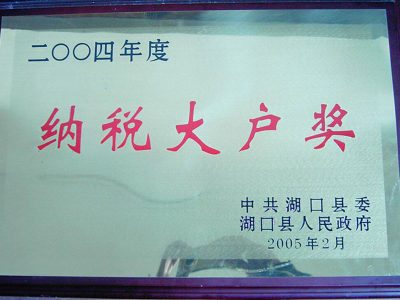 二〇〇四年度
纳税大户奖
中共湖口县委
湖口县人民政府
2005年2月